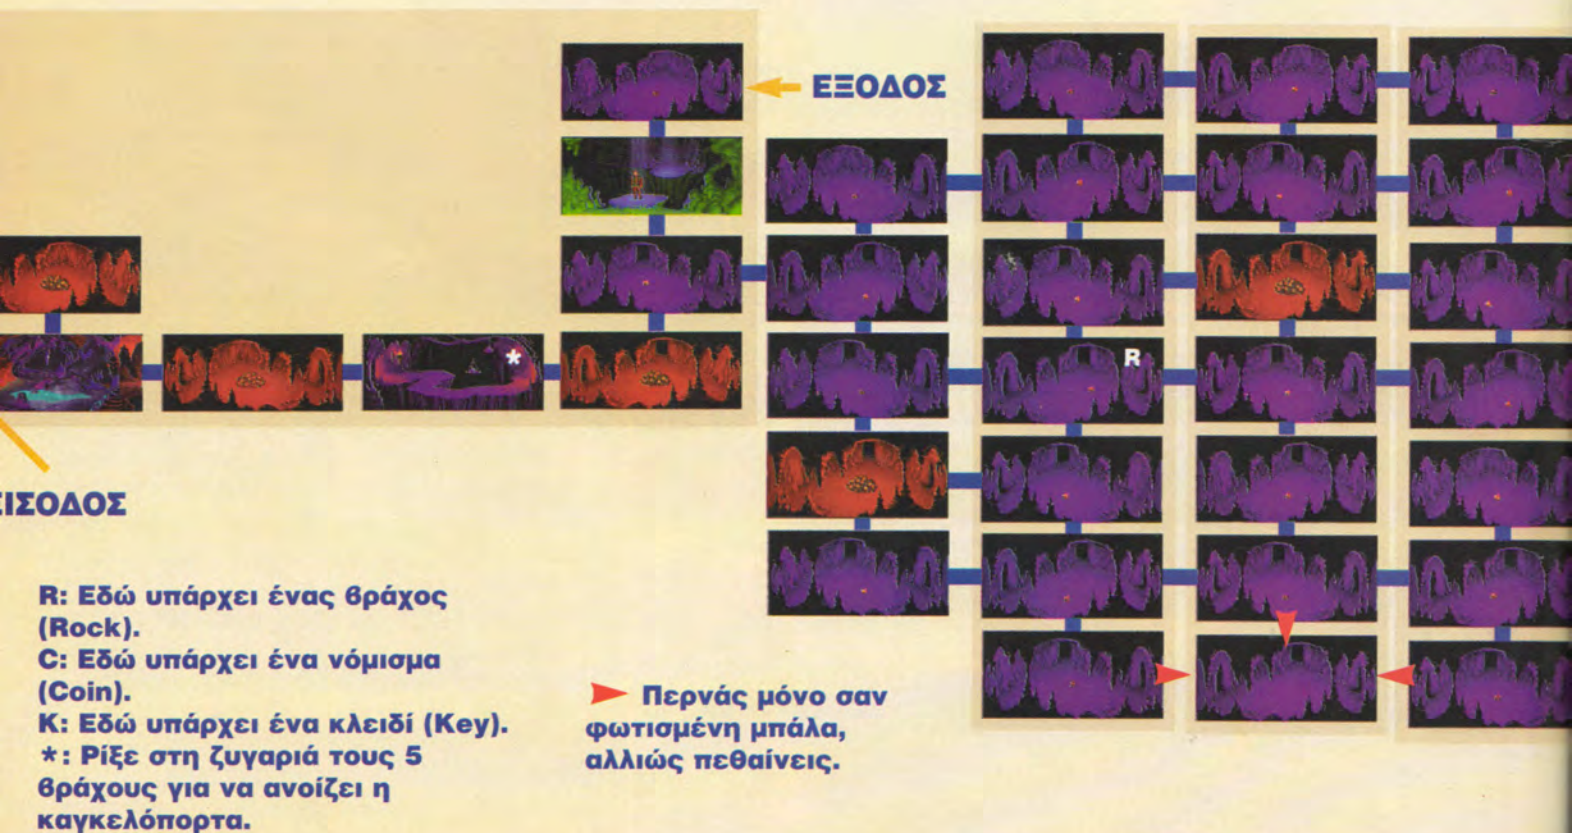 ΕΞΟΔΟΣ
*
R
ΕΙΣΟΔΟΣ
R: Εδώ υπάρχει ένας βράχος
(Rock).
C: Εδώ υπάρχει ένα νόμισμα
(Coin).
K: Εδώ υπάρχει ένα κλειδί (Key).
*: Ρίξε στη ζυγαριά τους 5
βράχους για να ανοίξει η
καγκελόπορτα.
Περνάς μόνο σαν
φωτισμένη μπάλα,
αλλιώς πεθαίνεις.